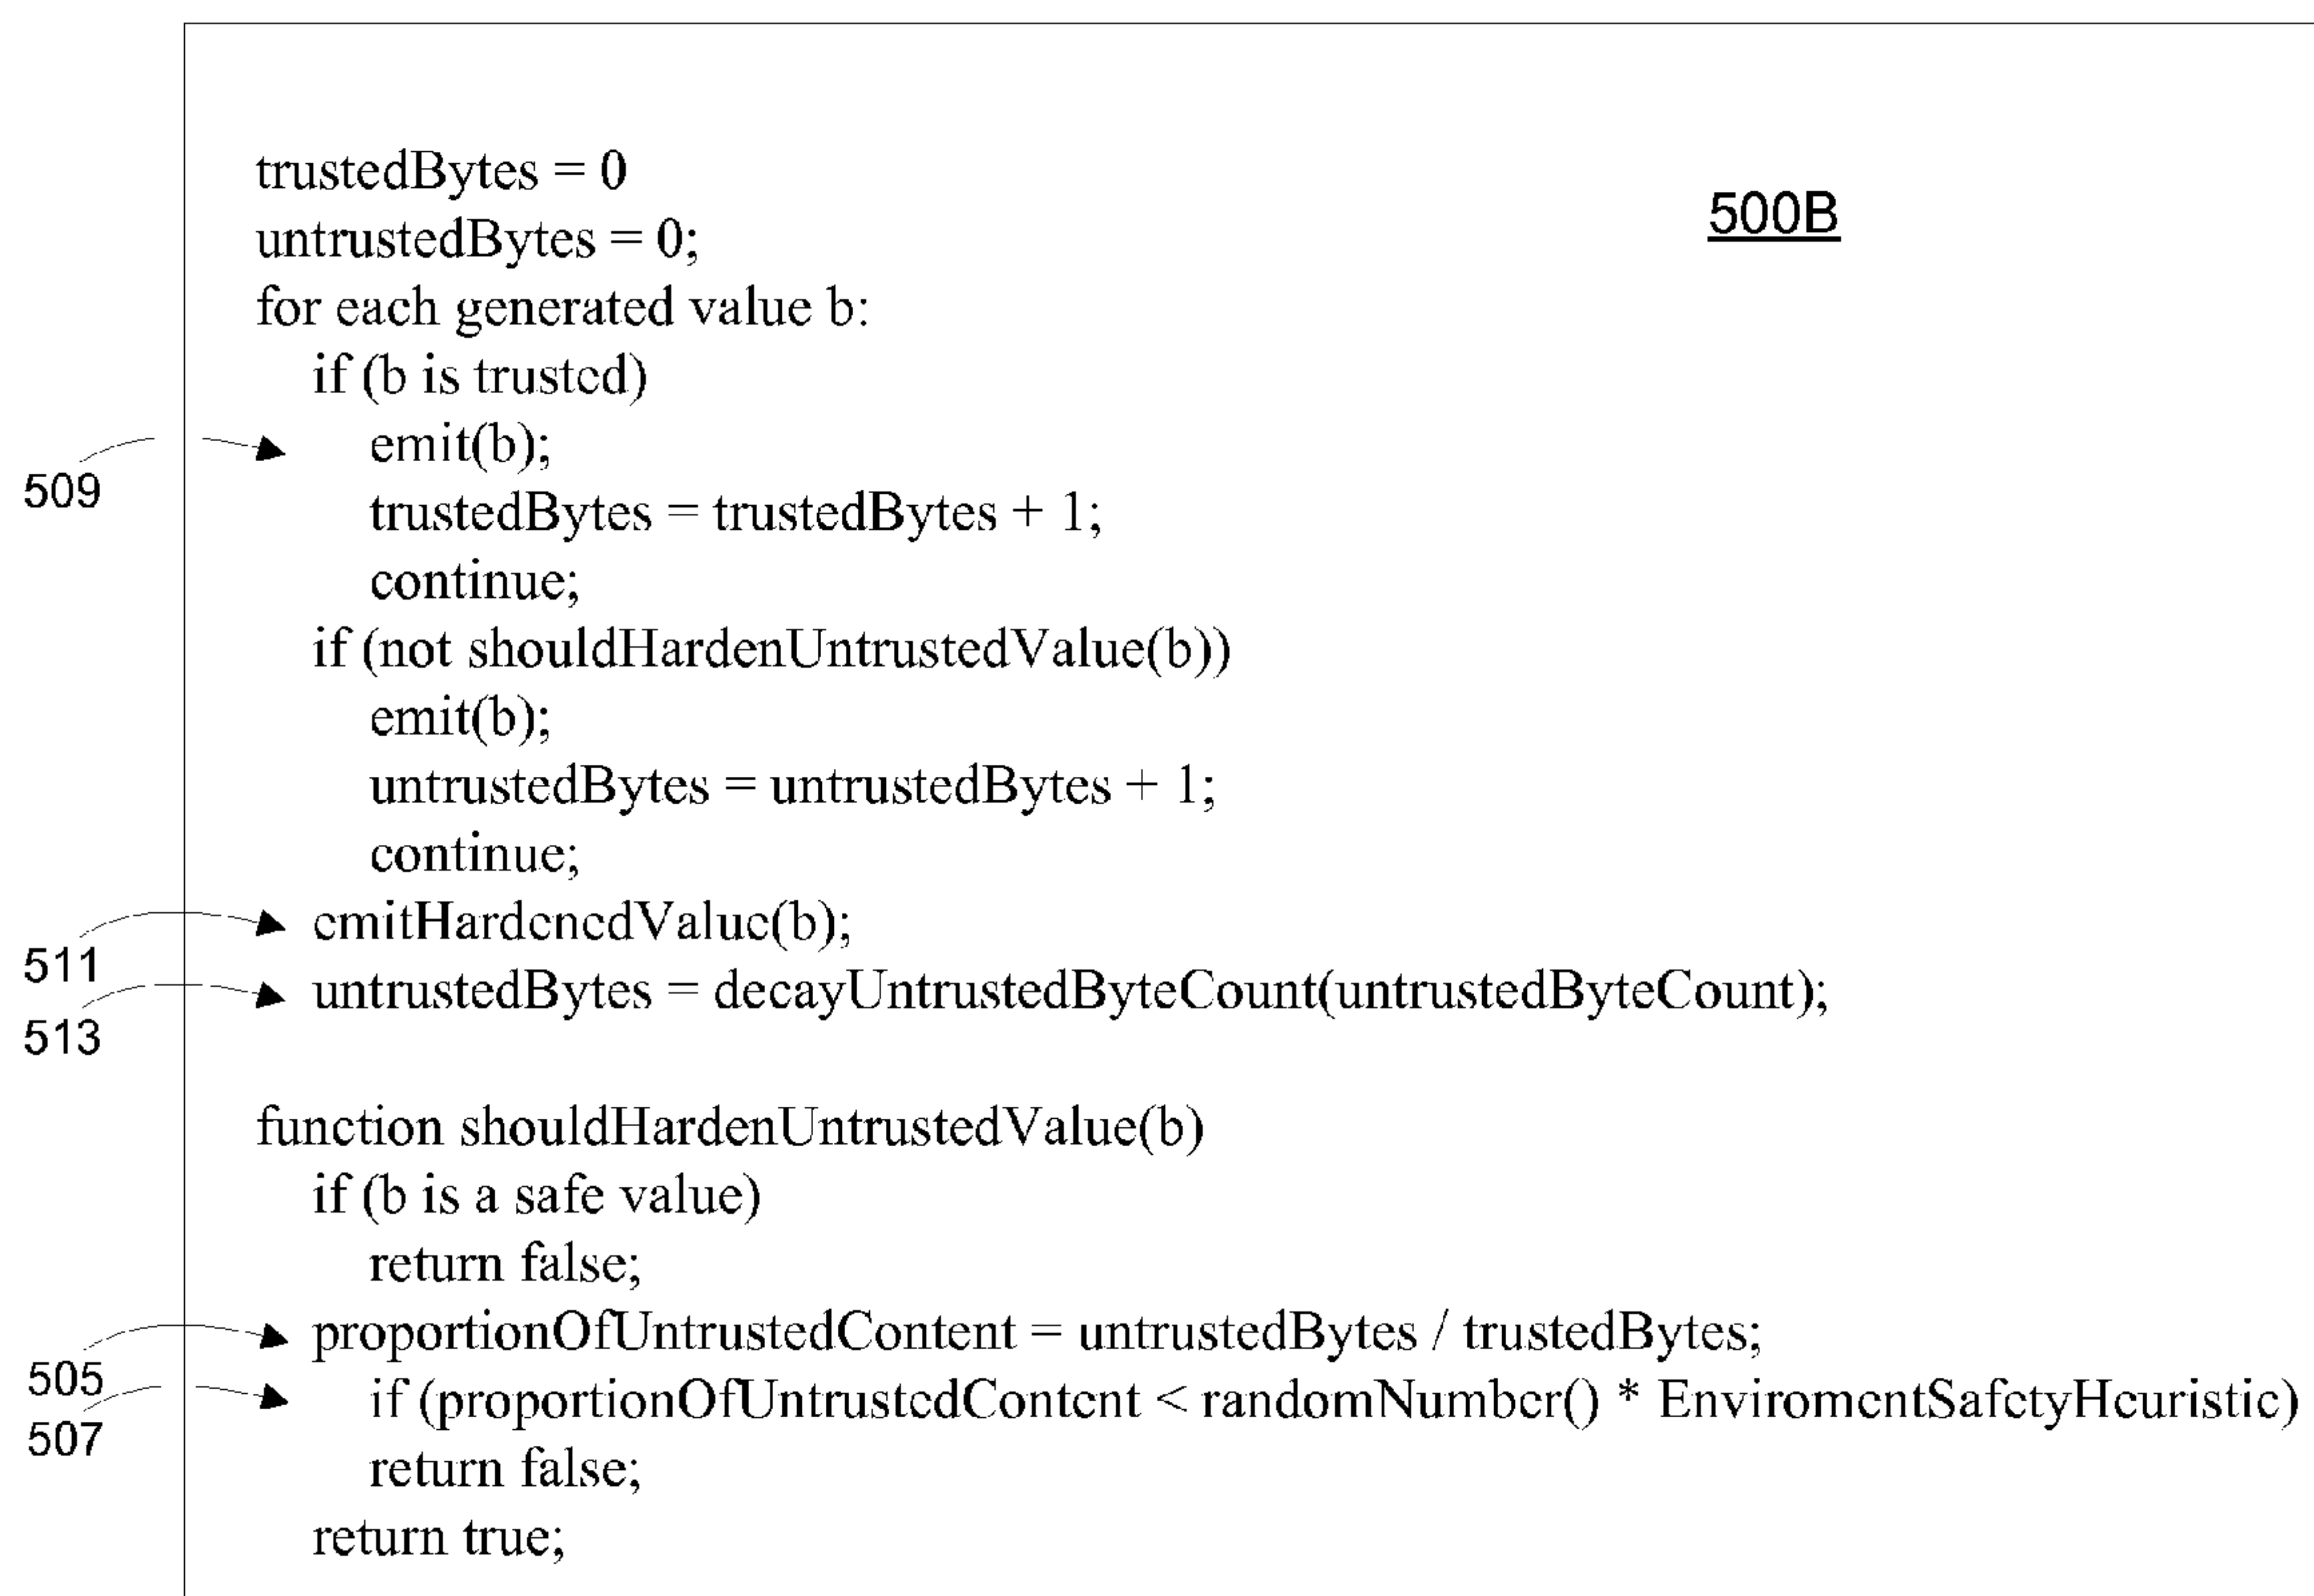 trustedBytes = 0
500B
untrustedBytes = 0;
for each generated value b:
if (b is trusted)
emit(b);
509
trustedBytes = trustedBytes + 1;
continue;
if (not shouldHardenUntrustedValue(b))
emit(b);
untrustedBytes = untrustedBytes + 1;
continue;
emitHardenedValue(b);
511
untrustedBytes = decayUntrustedByteCount(untrustedByteCount);
513
function shouldHardenUntrustedValue(b)
if (b is a safe value)
return false;
proportionOfUntrustedContent = untrustedBytes / trustedBytes;
505
if (proportionOfUntrustedContent < randomNumber() * EnviromentSafetyHeuristic)
507
return false;
return true;